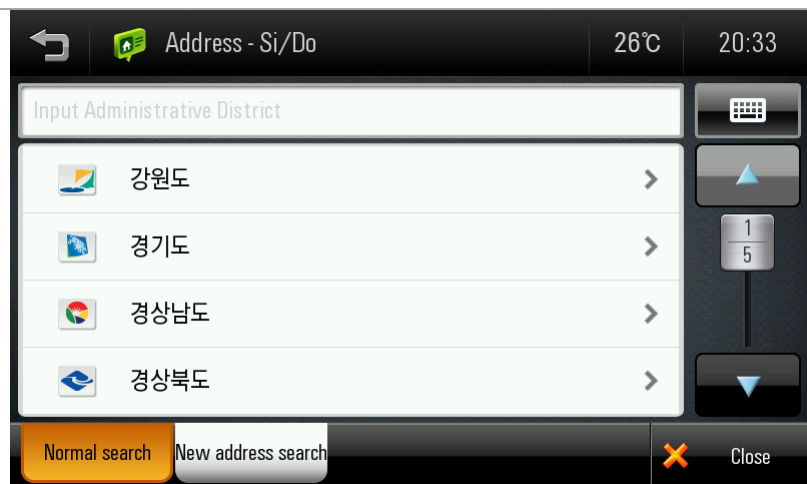 Address - Si/Do 26℃ 20:33
Input Administrative District
강원도
경기도
1
5
경상남도
경상북도
Normal search New address search Close